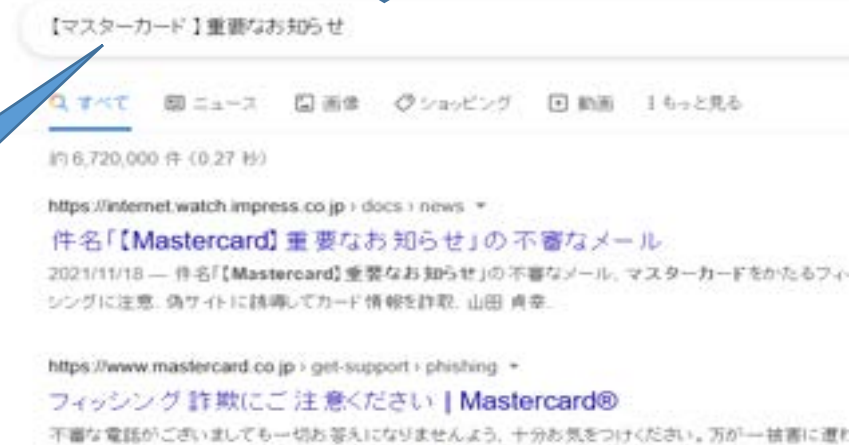 【マスターカード】重要なお知らせ
すべて ニュース 画像 ショッピング 動画 もっと見る
約 6,720,000 件 (0.27 秒)
https://internet.watch.impress.co.jp › docs › news
件名「【Mastercard】重要なお知らせ」の不審なメール
2021/11/18 — 件名「【Mastercard】重要なお知らせ」の不審なメール、マスターカードをかたるフィ
シングに注意. 偽サイトに誘導してカード情報を詐取. 山田 貞幸.
https://www.mastercard.co.jp › get-support › phishing
フィッシング詐欺にご注意ください | Mastercard®
不審な電話がございましても一切お答えになりませんよう、十分お気をつけください。万が一被害に遭わ